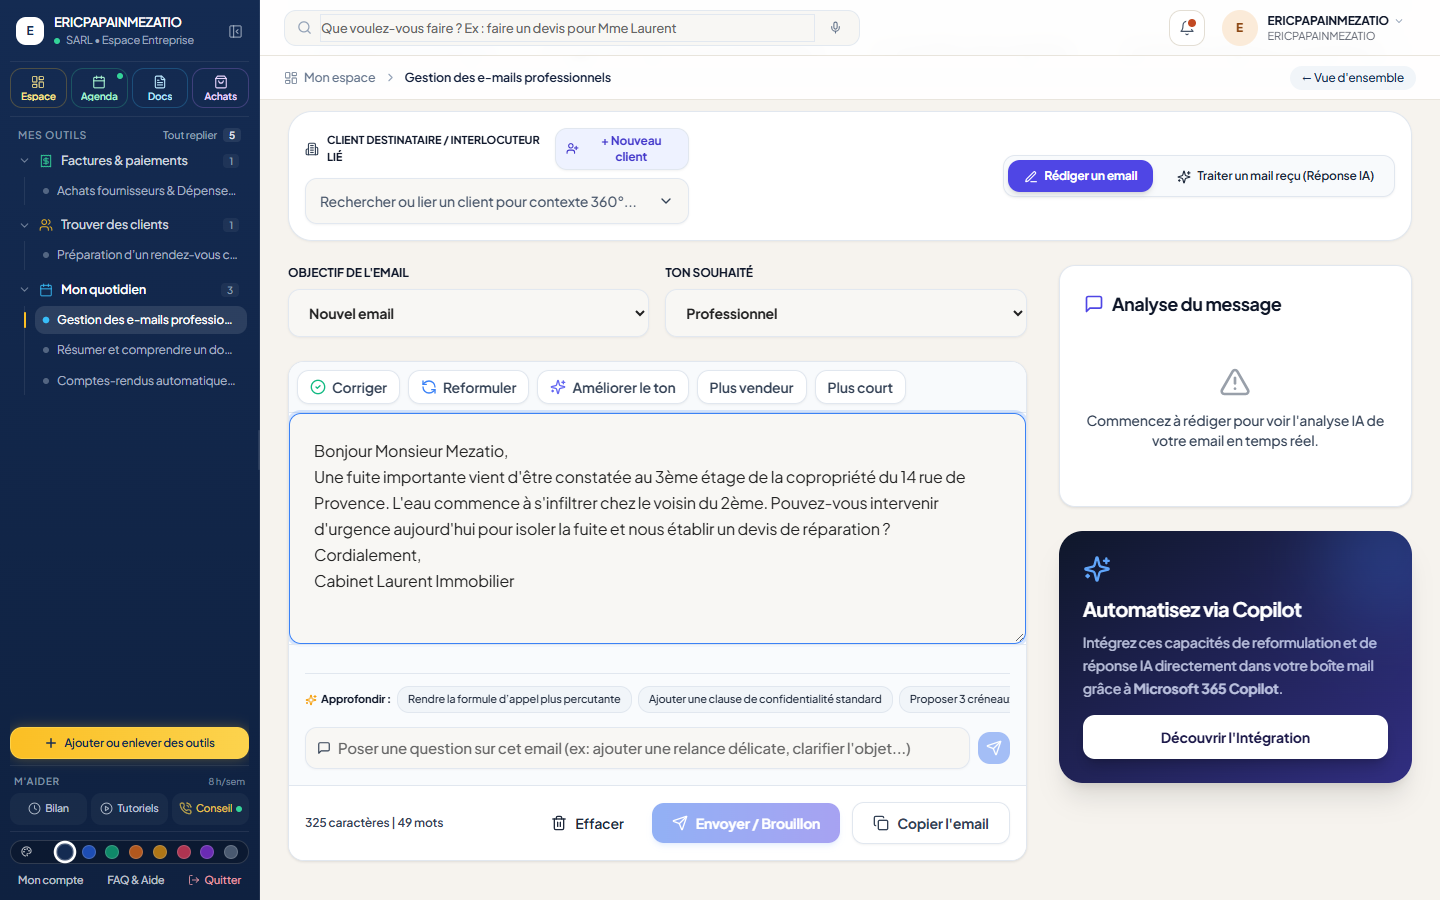 E
ERICPAPAINMEZATIO
SARL • Espace Entreprise
Espace
Agenda
Docs
Achats
MES OUTILS
Tout replier 5
Factures & paiements 1
Achats fournisseurs & Dépense...
Trouver des clients 1
Préparation d'un rendez-vous c...
Mon quotidien 3
Gestion des e-mails professio...
Résumer et comprendre un do...
Comptes-rendus automatique...
+ Ajouter ou enlever des outils
M'AIDER
8 h/sem
Bilan
Tutoriels
Conseil
Mon compte
FAQ & Aide
Quitter
Que voulez-vous faire ? Ex : faire un devis pour Mme Laurent
E
ERICPAPAINMEZATIO
ERICPAPAINMEZATIO
Mon espace > Gestion des e-mails professionnels
← Vue d'ensemble
CLIENT DESTINATAIRE / INTERLOCUTEUR
LIÉ
+ Nouveau
client
Rechercher ou lier un client pour contexte 360°...
Rédiger un email
Traiter un mail reçu (Réponse IA)
OBJECTIF DE L'EMAIL
Nouvel email
TON SOUHAITÉ
Professionnel
Corriger
Reformuler
Améliorer le ton
Plus vendeur
Plus court
Bonjour Monsieur Mezatio,
Une fuite importante vient d'être constatée au 3ème étage de la copropriété du 14 rue de
Provence. L'eau commence à s'infiltrer chez le voisin du 2ème. Pouvez-vous intervenir
d'urgence aujourd'hui pour isoler la fuite et nous établir un devis de réparation ?
Cordialement,
Cabinet Laurent Immobilier
Approfondir :
Rendre la formule d'appel plus percutante
Ajouter une clause de confidentialité standard
Proposer 3 créneau
Poser une question sur cet email (ex: ajouter une relance délicate, clarifier l'objet...)
325 caractères | 49 mots
Effacer
Envoyer / Brouillon
Copier l'email
Analyse du message
Commencez à rédiger pour voir l'analyse IA de
votre email en temps réel.
Automatisez via Copilot
Intégrez ces capacités de reformulation et de
réponse IA directement dans votre boîte mail
grâce à Microsoft 365 Copilot.
Découvrir l'Intégration